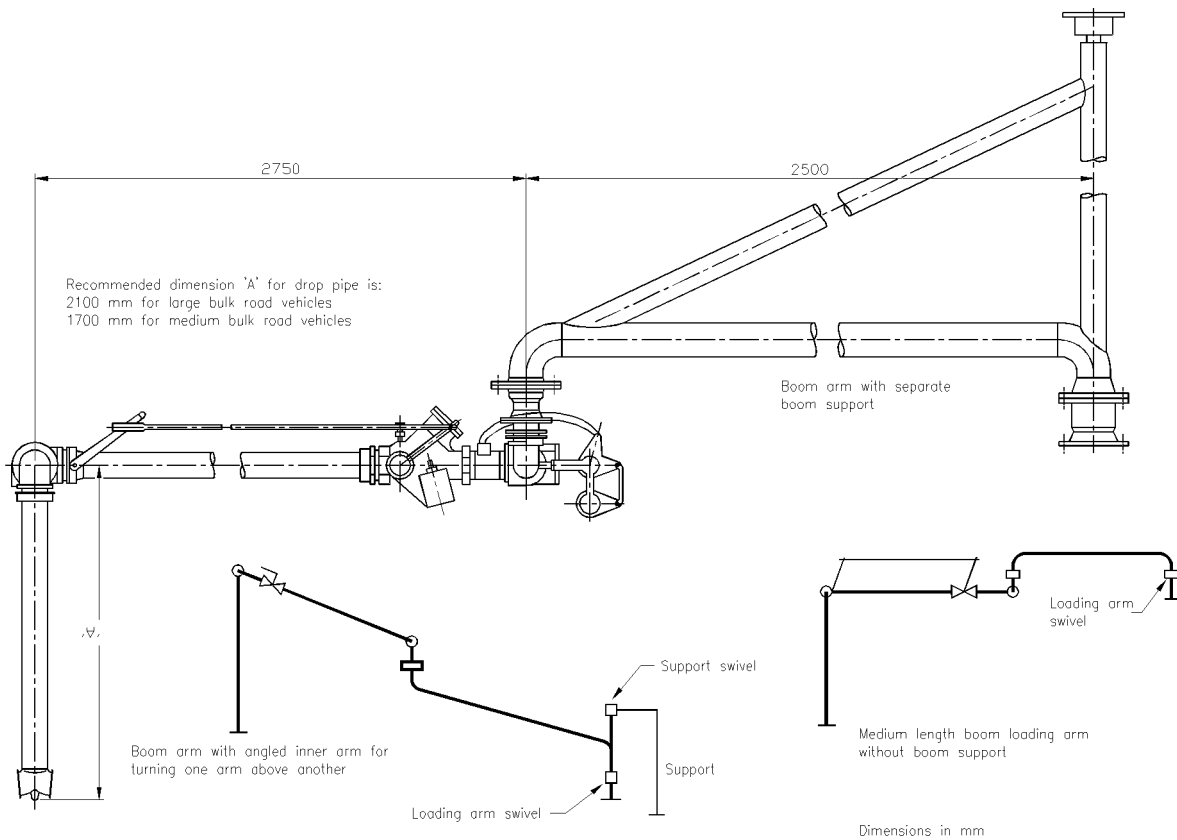 2750
2500
Recommended dimension 'A' for drop pipe is:
2100 mm for large bulk road vehicles
1700 mm for medium bulk road vehicles
Boom arm with separate
boom support
'A'
Loading arm
swivel
Support swivel
Medium length boom loading arm
without boom support
Boom arm with angled inner arm for
turning one arm above another
Support
Loading arm swivel
Dimensions in mm